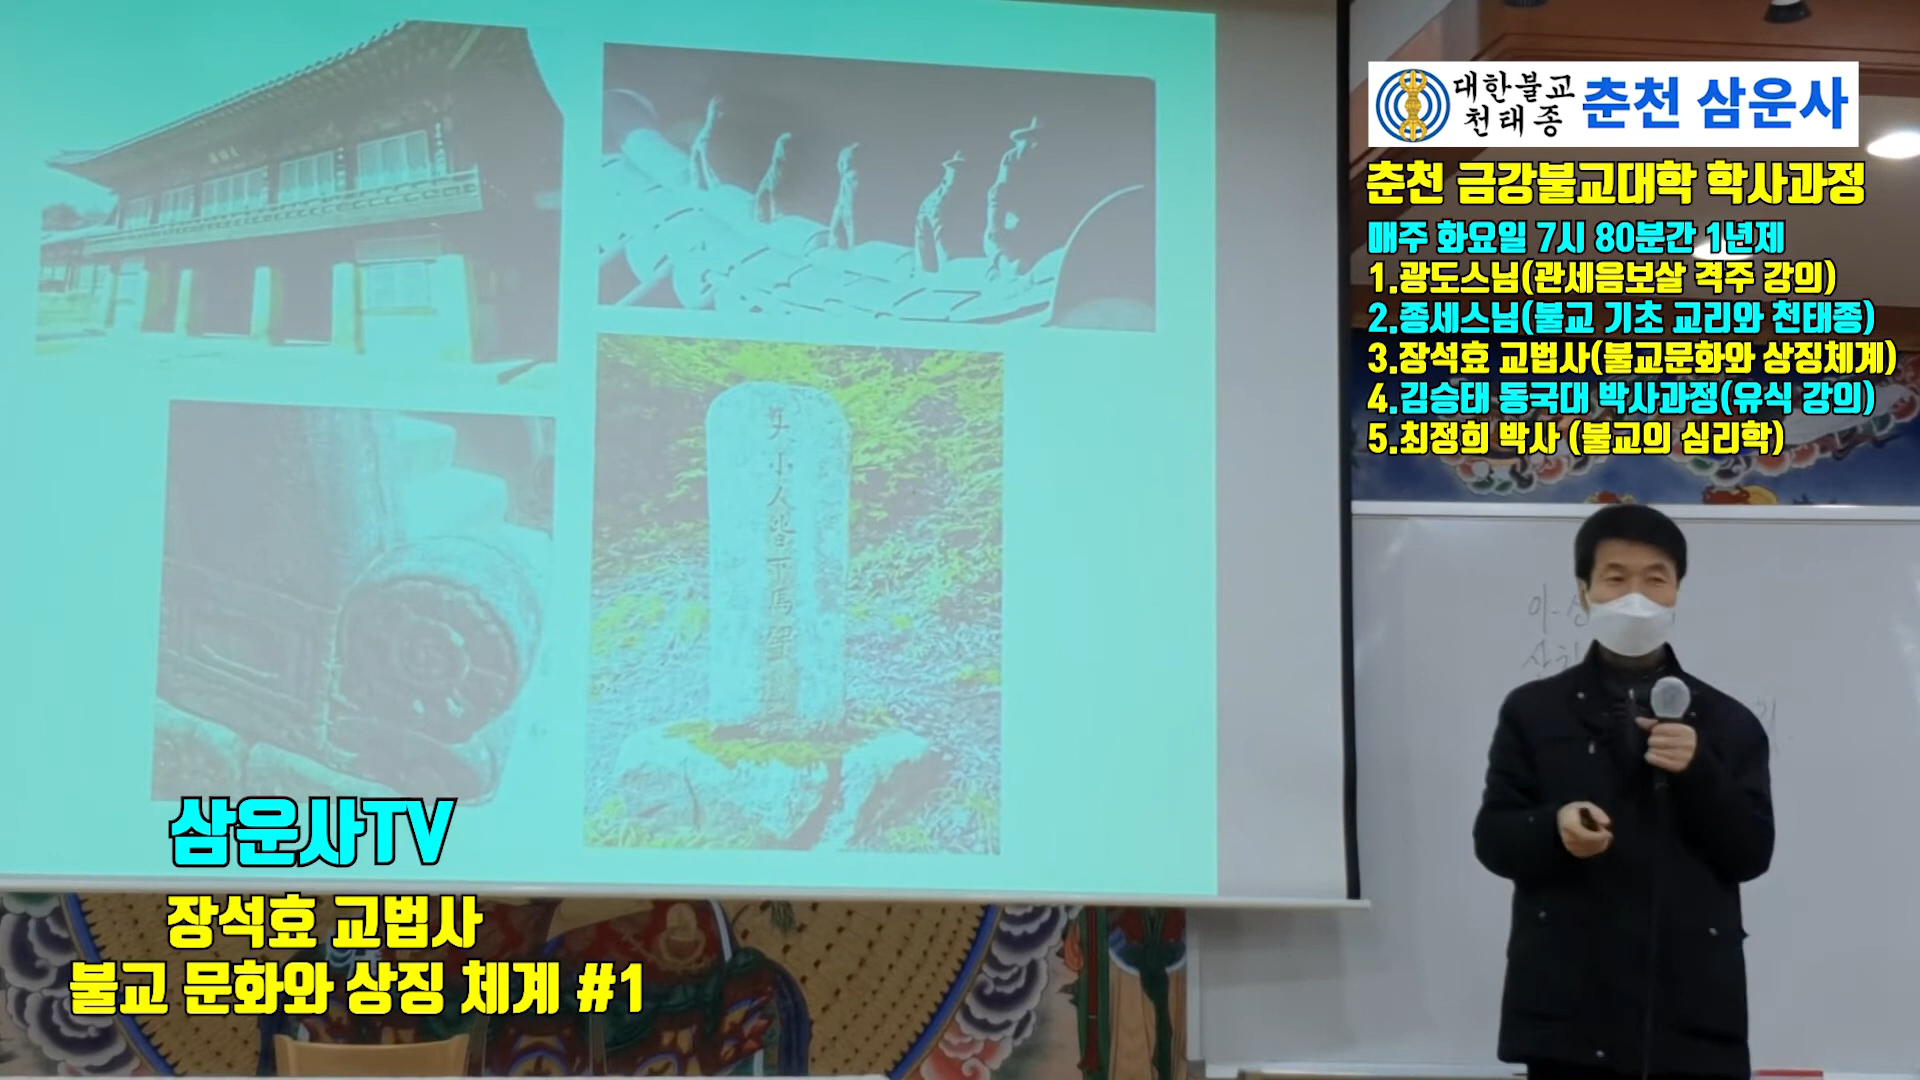 대한불교
천태종
춘천 삼운사
춘천 금강불교대학 학사과정
매주 화요일 7시 80분간 1년제
1.광도스님(관세음보살 격주 강의)
2.종세스님(불교 기초 교리와 천태종)
3.장석효 교법사(불교문화와 상징체계)
4.김승태 동국대 박사과정(유식 강의)
5.최정희 박사 (불교의 심리학)
小人
下馬
삼운사TV
장석효 교법사
불교 문화와 상징 체계 #1